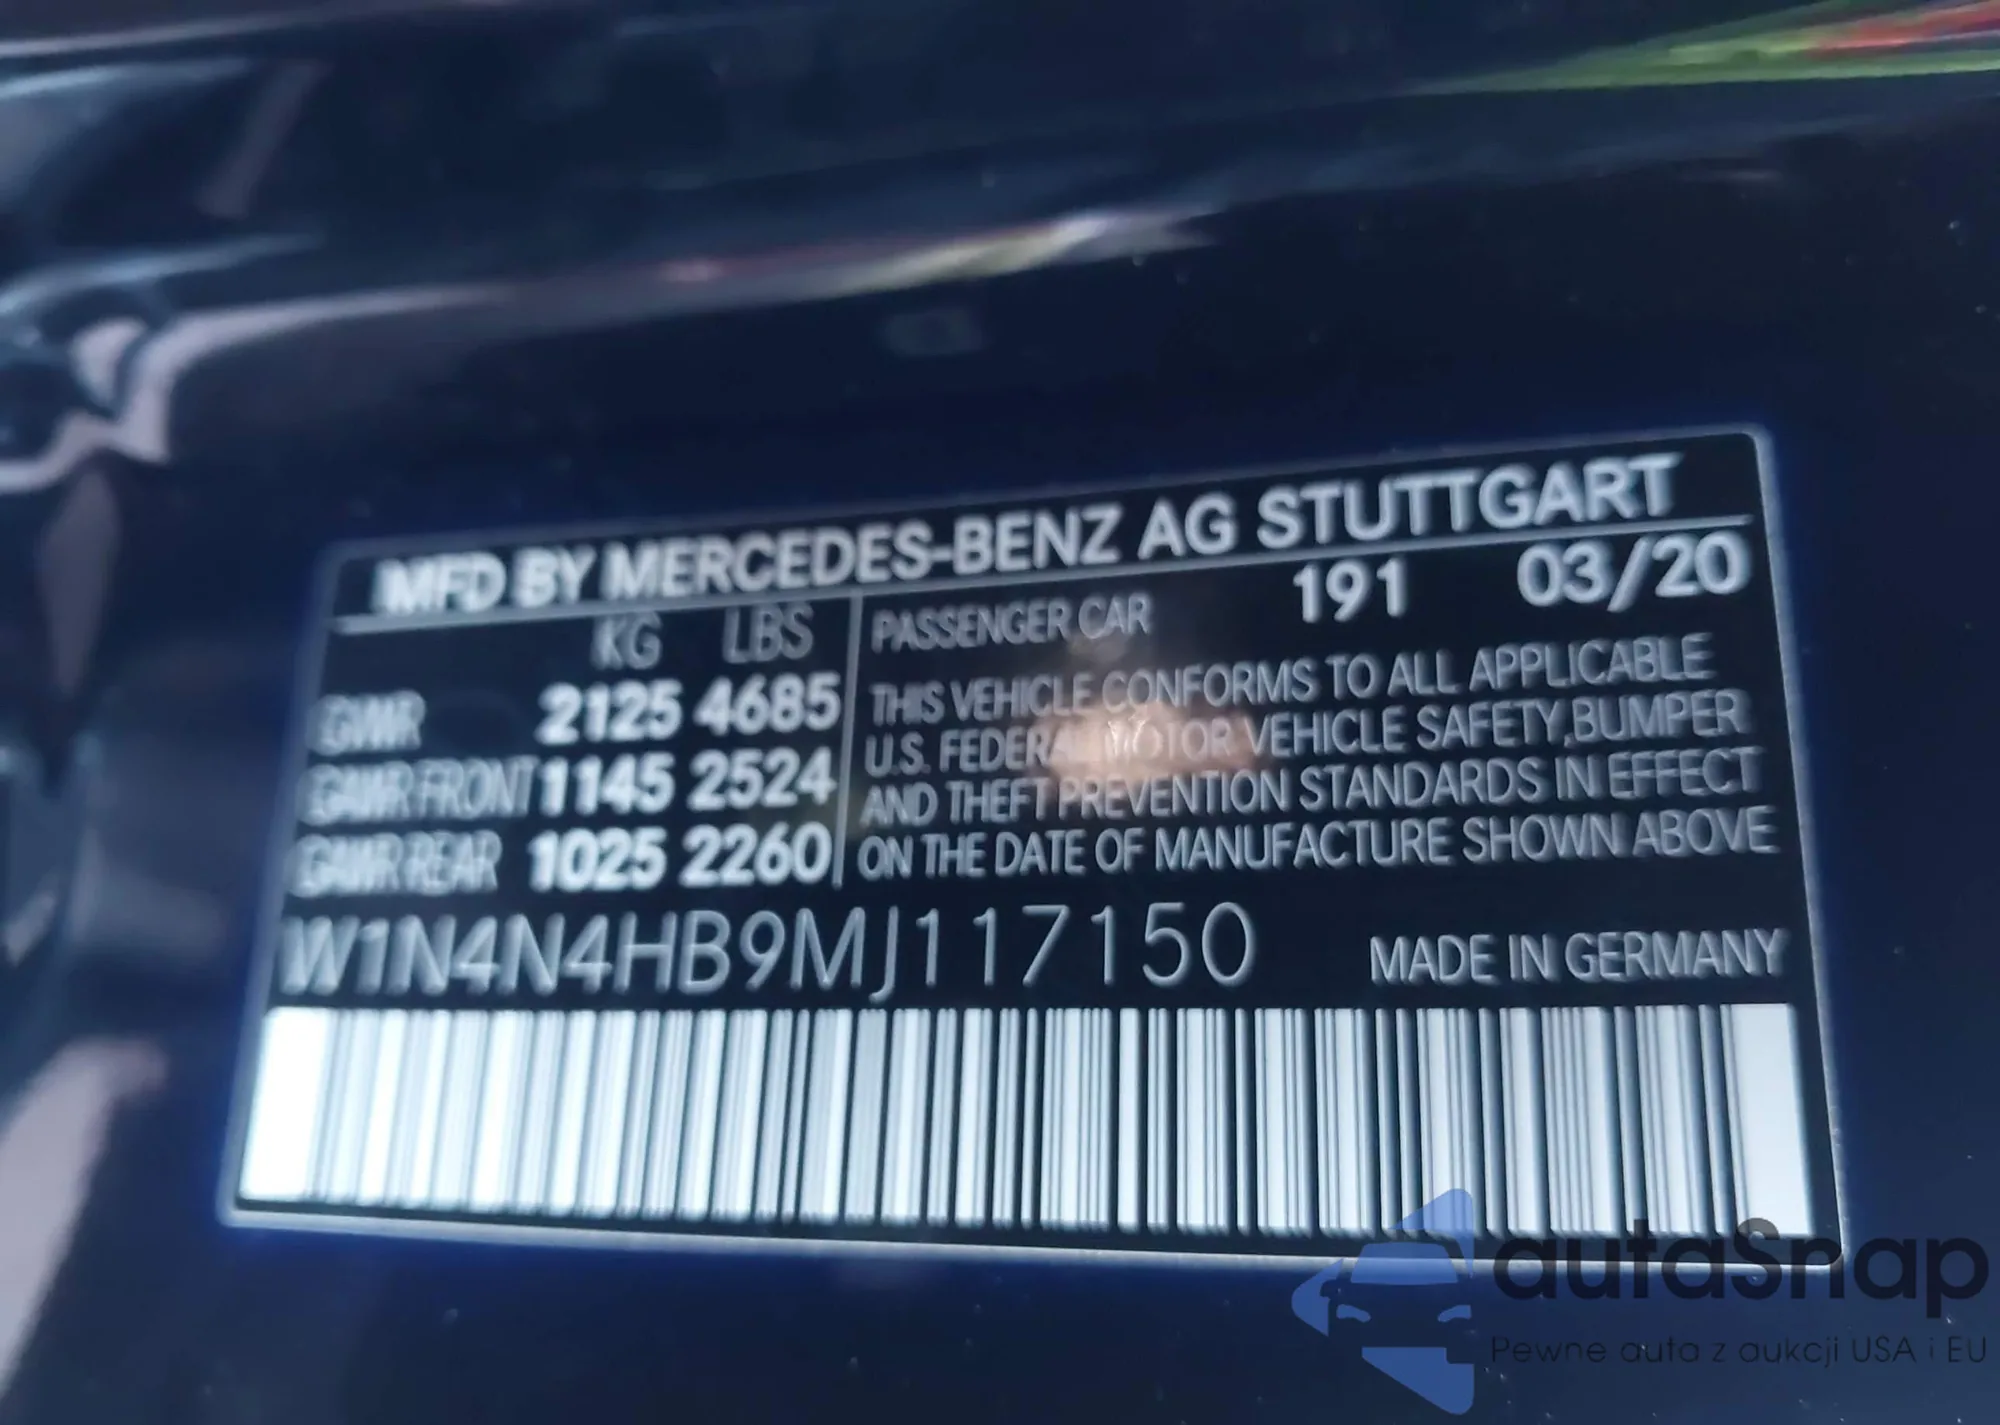 MFD BY MERCEDES-BENZ AG STUTTGART
191 03/20
KG LBS
GVWR 2125 4685
GAWR FRONT 1145 2524
GAWR REAR 1025 2260
PASSENGER CAR
THIS VEHICLE CONFORMS TO ALL APPLICABLE
U.S. FEDERAL MOTOR VEHICLE SAFETY,BUMPER
AND THEFT PREVENTION STANDARDS IN EFFECT
ON THE DATE OF MANUFACTURE SHOWN ABOVE
W1N4N4HB9MJ117150
MADE IN GERMANY
autaSnap
Pewne auta z aukcji USA i EU